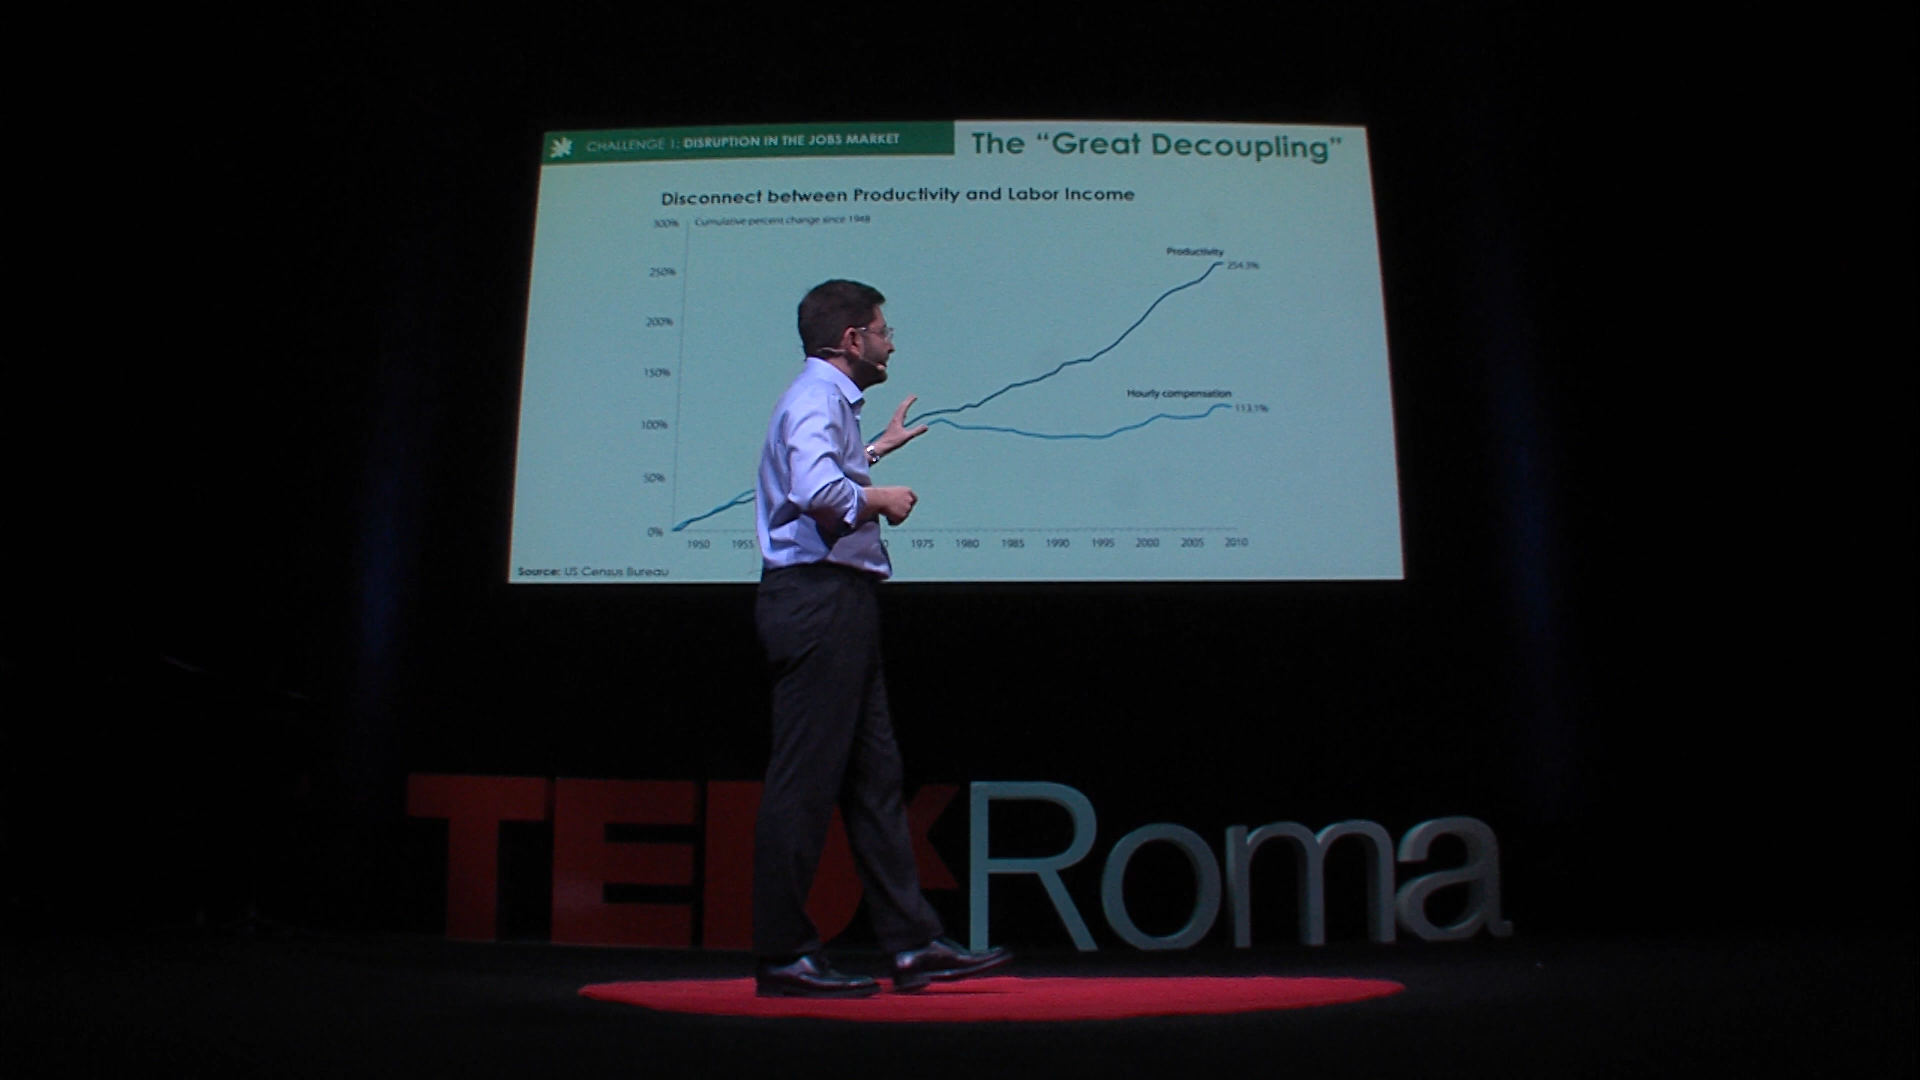 CHALLENGE 1: DISRUPTION IN THE JOBS MARKET
The “Great Decoupling”
Disconnect between Productivity and Labor Income
300%
Cumulative percent change since 1948
Productivity
254.3%
250%
200%
150%
Hourly compensation
113.1%
100%
50%
0%
1950 1955 1975 1980 1985 1990 1995 2000 2005 2010
Source: US Census Bureau
TEDxRoma